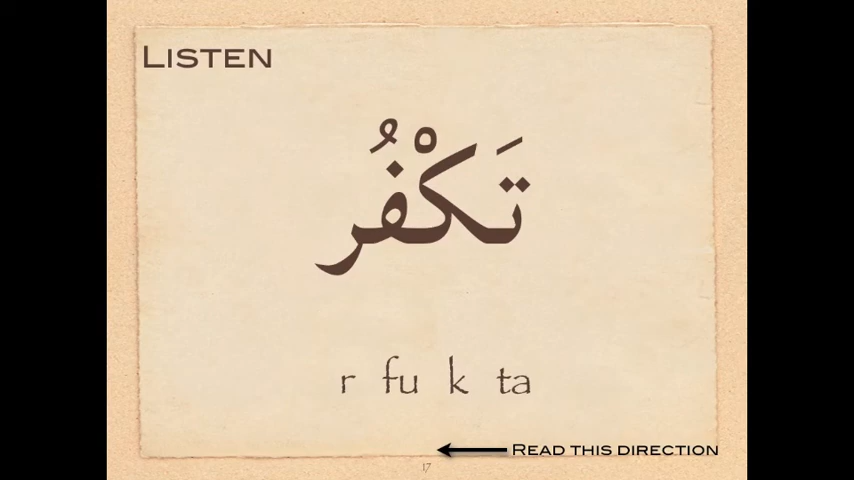 LISTEN
تَكْفُر
r fu k ta
READ THIS DIRECTION
17